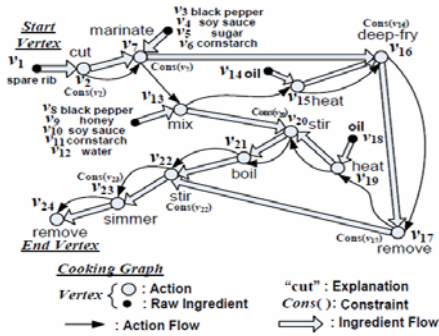 Start
Vertex
v1
spare rib
cut
v2
Cons(v2)
marinate
v7
Cons(v7)
v3 black pepper
v4 soy sauce
v5 sugar
v6 cornstarch
Cons(v16)
deep-fry
v16
v14 oil
v15 heat
v13
mix
v8 black pepper
v9 honey
v10 soy sauce
v11 cornstarch
v12 water
v20 stir
oil
v18
heat
v19
v21
boil
v22
stir
Cons(v22)
Cons(v23)
v23
simmer
v24
remove
End Vertex
Cons(v17)
v17
remove
Cooking Graph
Vertex { : Action
: Raw Ingredient
"cut" : Explanation
Cons( ) : Constraint
: Action Flow
: Ingredient Flow